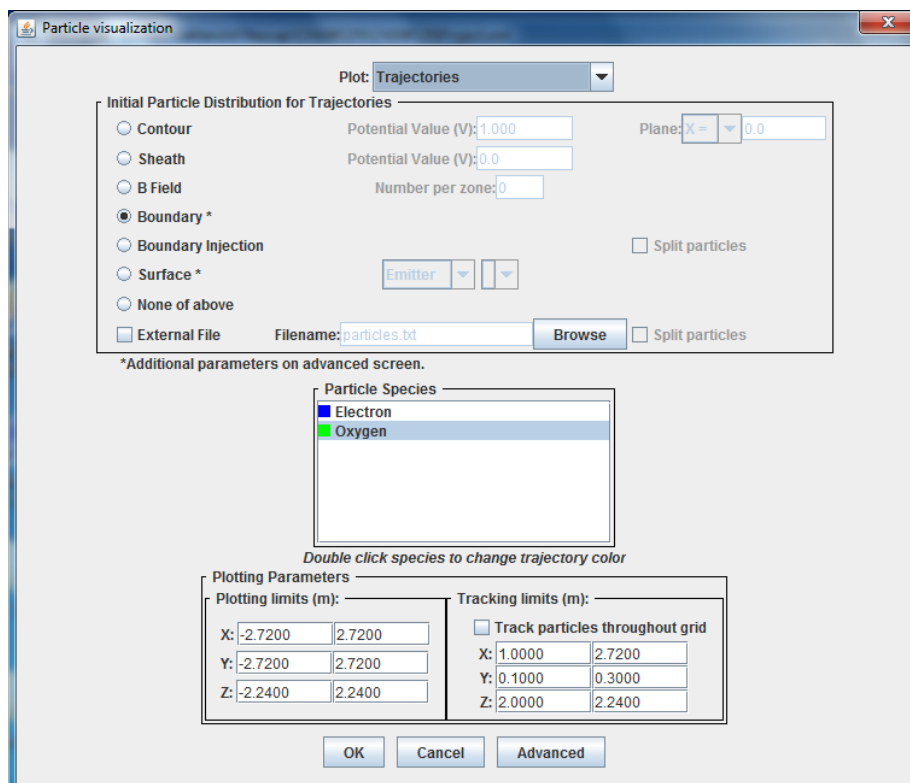 Particle visualization
Plot: Trajectories
Initial Particle Distribution for Trajectories
Contour Potential Value (V): 1.000 Plane: X = 0.0
Sheath Potential Value (V): 0.0
B Field Number per zone: 0
Boundary *
Boundary Injection Split particles
Surface * Emitter
None of above
External File Filename: particles.txt Browse Split particles
*Additional parameters on advanced screen.
Particle Species
Electron
Oxygen
Double click species to change trajectory color
Plotting Parameters
Plotting limits (m):
X: -2.7200 2.7200
Y: -2.7200 2.7200
Z: -2.2400 2.2400
Tracking limits (m):
Track particles throughout grid
X: 1.0000 2.7200
Y: 0.1000 0.3000
Z: 2.0000 2.2400
OK Cancel Advanced